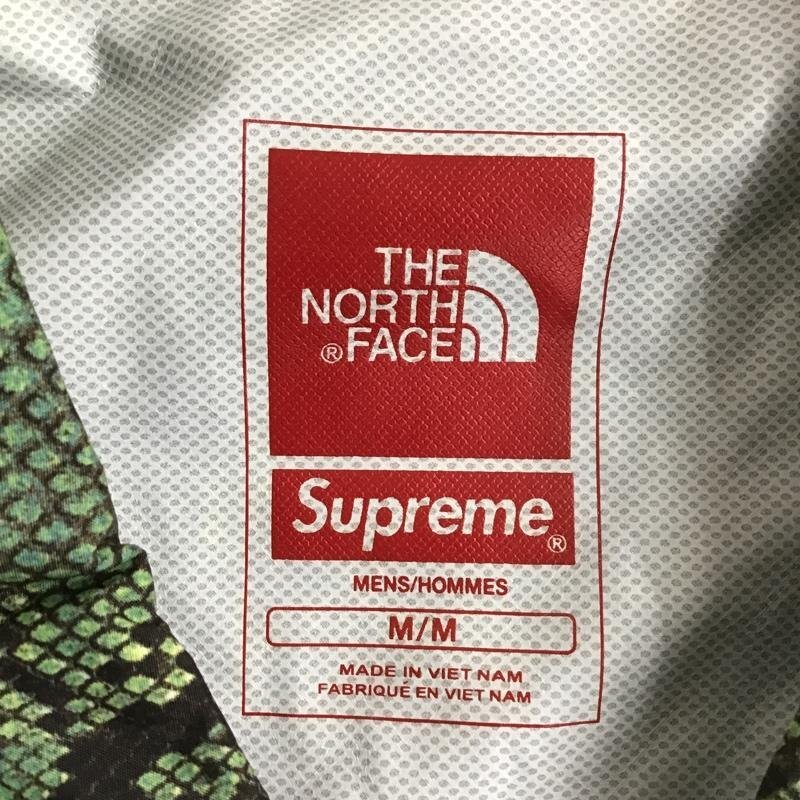 THE
NORTH
® FACE
Supreme®
MENS/HOMMES
M/M
MADE IN VIET NAM
FABRIQUÉ EN VIET NAM